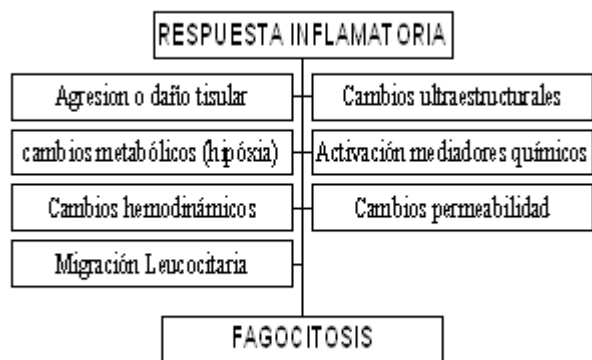 RESPUESTA INFLAMATORIA
Agresion o daño tisular
Cambios ultraestructurales
cambios metabólicos (hipóxia)
Activación mediadores químicos
Cambios hemodinámicos
Cambios permeabilidad
Migración Leucocitaria
FAGOCITOSIS